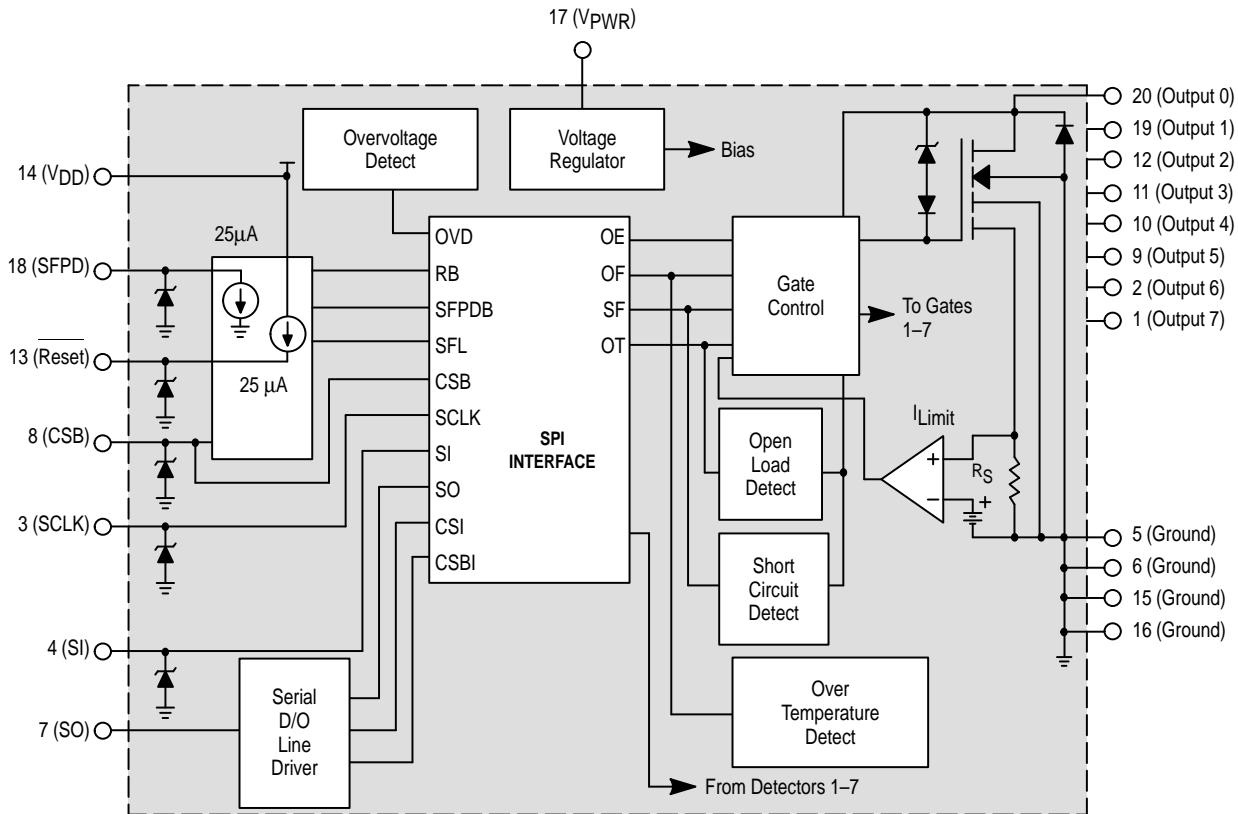 17 (VPWR)
20 (Output 0)
19 (Output 1)
12 (Output 2)
11 (Output 3)
10 (Output 4)
9 (Output 5)
2 (Output 6)
1 (Output 7)
Overvoltage
Detect
Voltage
Regulator
Bias
14 (VDD)
25μA
18 (SFPD)
13 (Reset)
25 μA
8 (CSB)
3 (SCLK)
4 (SI)
7 (SO)
OVD
RB
SFPDB
SFL
CSB
SCLK
SI
SO
CSI
CSBI
SPI
INTERFACE
OE
OF
SF
OT
Gate
Control
To Gates
1–7
ILimit
+
–
RS
+
Open
Load
Detect
Short
Circuit
Detect
5 (Ground)
6 (Ground)
15 (Ground)
16 (Ground)
Over
Temperature
Detect
Serial
D/O
Line
Driver
From Detectors 1–7